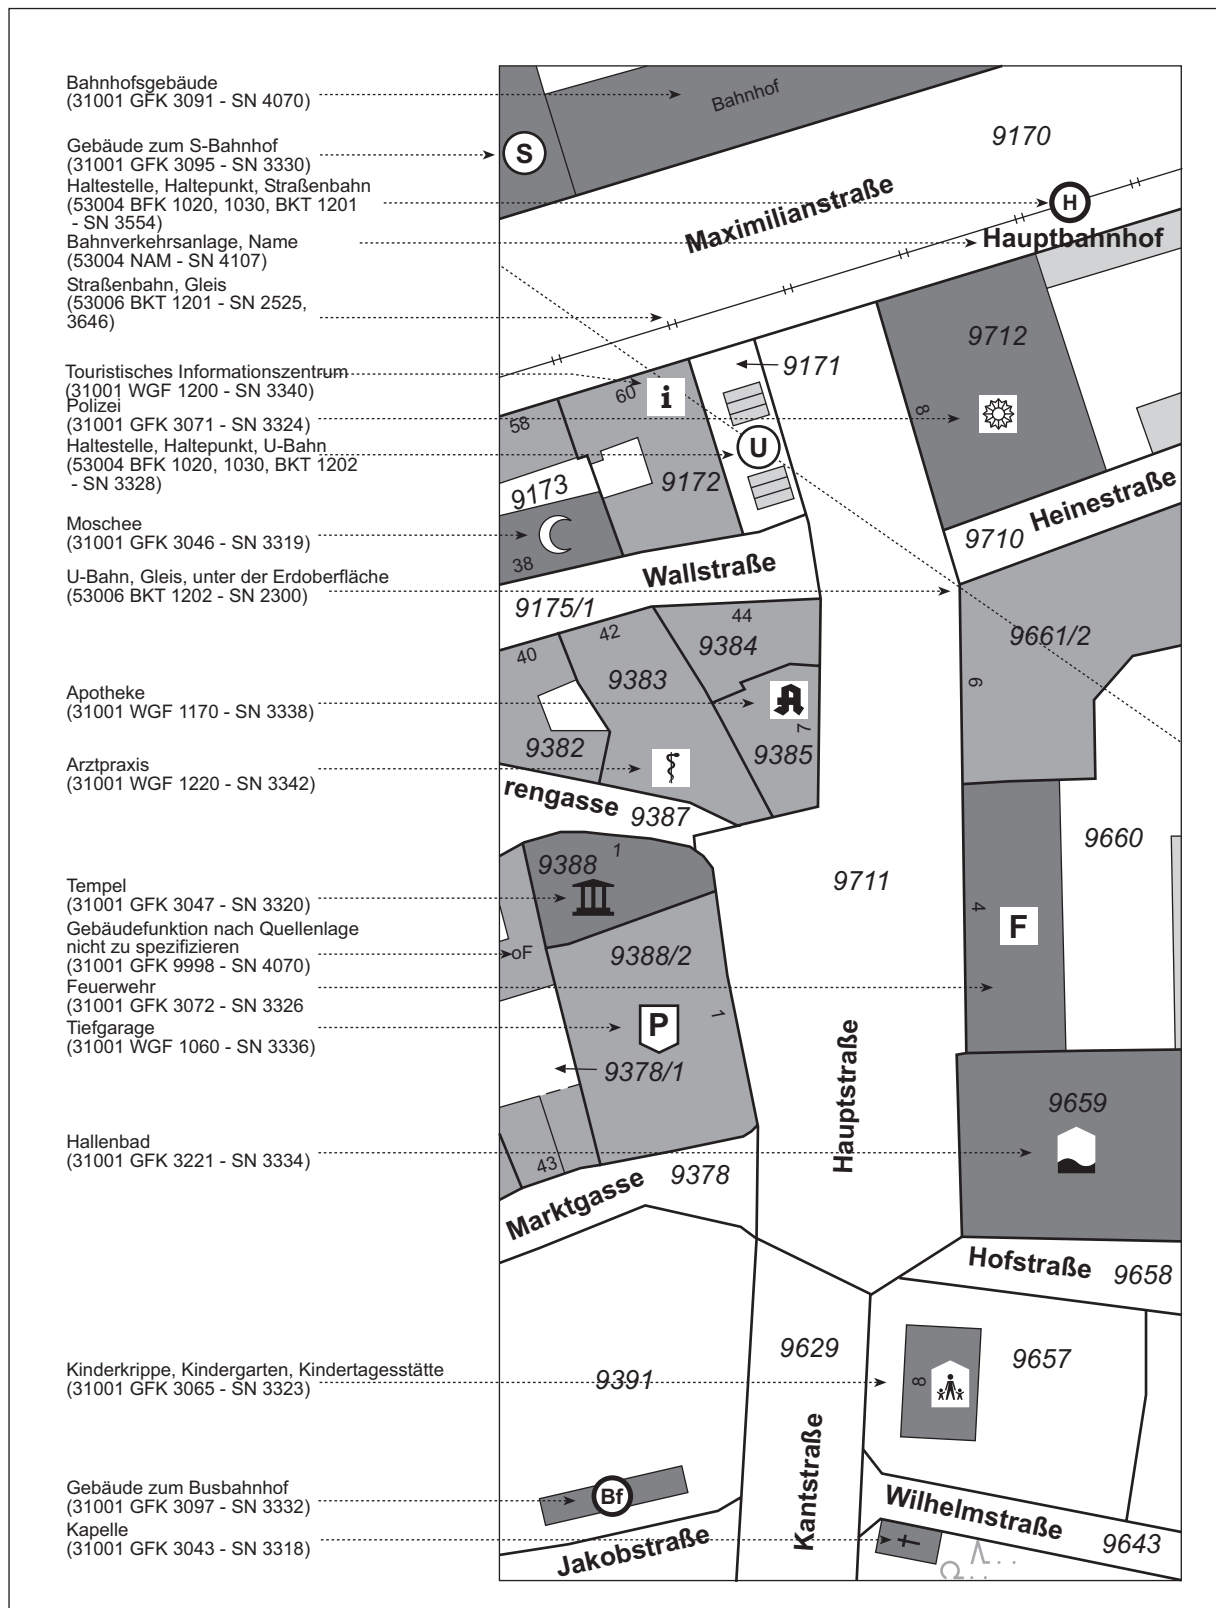 Bahnhofsgebäude
(31001 GFK 3091 - SN 4070)
Gebäude zum S-Bahnhof
(31001 GFK 3095 - SN 3330)
Haltestelle, Haltepunkt, Straßenbahn
(53004 BFK 1020, 1030, BKT 1201
- SN 3554)
Bahnverkehrsanlage, Name
(53004 NAM - SN 4107)
Straßenbahn, Gleis
(53006 BKT 1201 - SN 2525,
3646)
Touristisches Informationszentrum
(31001 WGF 1200 - SN 3340)
Polizei
(31001 GFK 3071 - SN 3324)
Haltestelle, Haltepunkt, U-Bahn
(53004 BFK 1020, 1030, BKT 1202
- SN 3328)
Moschee
(31001 GFK 3046 - SN 3319)
U-Bahn, Gleis, unter der Erdoberfläche
(53006 BKT 1202 - SN 2300)
Apotheke
(31001 WGF 1170 - SN 3338)
Arztpraxis
(31001 WGF 1220 - SN 3342)
Tempel
(31001 GFK 3047 - SN 3320)
Gebäudefunktion nach Quellenlage
nicht zu spezifizieren
(31001 GFK 9998 - SN 4070)
Feuerwehr
(31001 GFK 3072 - SN 3326
Tiefgarage
(31001 WGF 1060 - SN 3336)
Hallenbad
(31001 GFK 3221 - SN 3334)
Kinderkrippe, Kindergarten, Kindertagesstätte
(31001 GFK 3065 - SN 3323)
Gebäude zum Busbahnhof
(31001 GFK 3097 - SN 3332)
Kapelle
(31001 GFK 3043 - SN 3318)
Bahnhof
S
9170
H
Maximilianstraße
Hauptbahnhof
9712
9171
60
i
8
58
U
9172
9173
Heinestraße
38
9710
Wallstraße
9175/1
44
42
9384
9661/2
40
9383
6
A
7
9382
9385
rengasse
9387
9660
1
9388
9711
4
F
oF
9388/2
1
P
9378/1
Hauptstraße
9659
43
9378
Marktgasse
Hofstraße
9658
9629
9657
9391
8
Kantstraße
Bf
Wilhelmstraße
Jakobstraße
9643